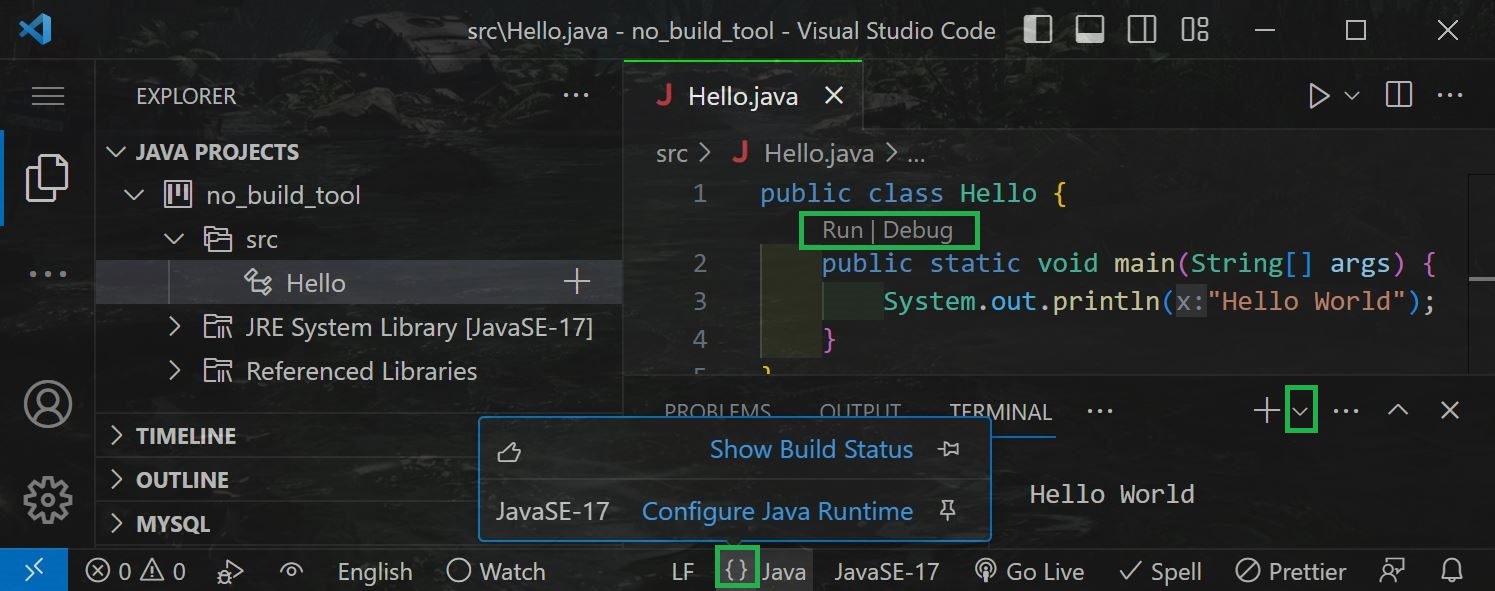 src\Hello.java - no_build_tool - Visual Studio Code
EXPLORER
JAVA PROJECTS
no_build_tool
src
Hello
JRE System Library [JavaSE-17]
Referenced Libraries
TIMELINE
OUTLINE
MYSQL
Hello.java
src > Hello.java > ...
1 public class Hello {
Run | Debug
2 public static void main(String[] args) {
3 System.out.println(x:"Hello World");
4 }
5 }
PROBLEMS OUTPUT TERMINAL
Hello World
Show Build Status
JavaSE-17 Configure Java Runtime
0 0 English Watch LF {} Java JavaSE-17 Go Live Spell Prettier